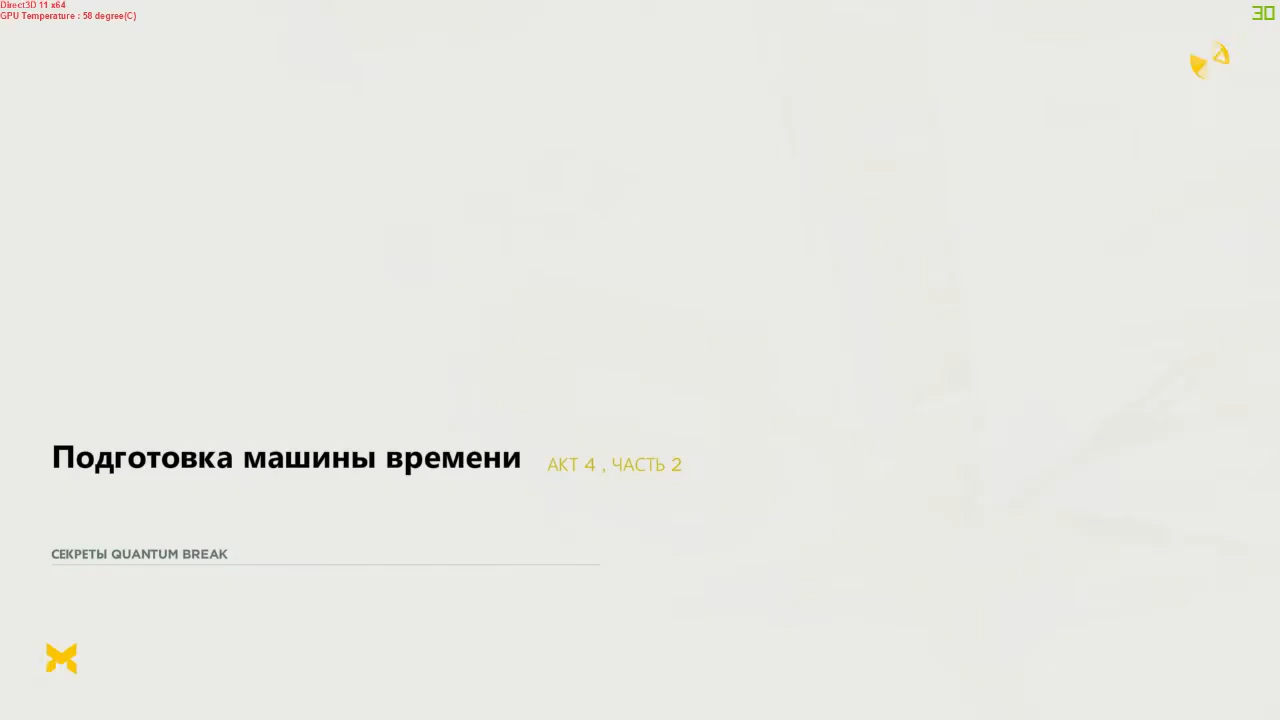 Direct3D 11 x64
GPU Temperature : 58 degree(C)
30
Подготовка машины времени АКТ 4 , ЧАСТЬ 2
СЕКРЕТЫ QUANTUM BREAK